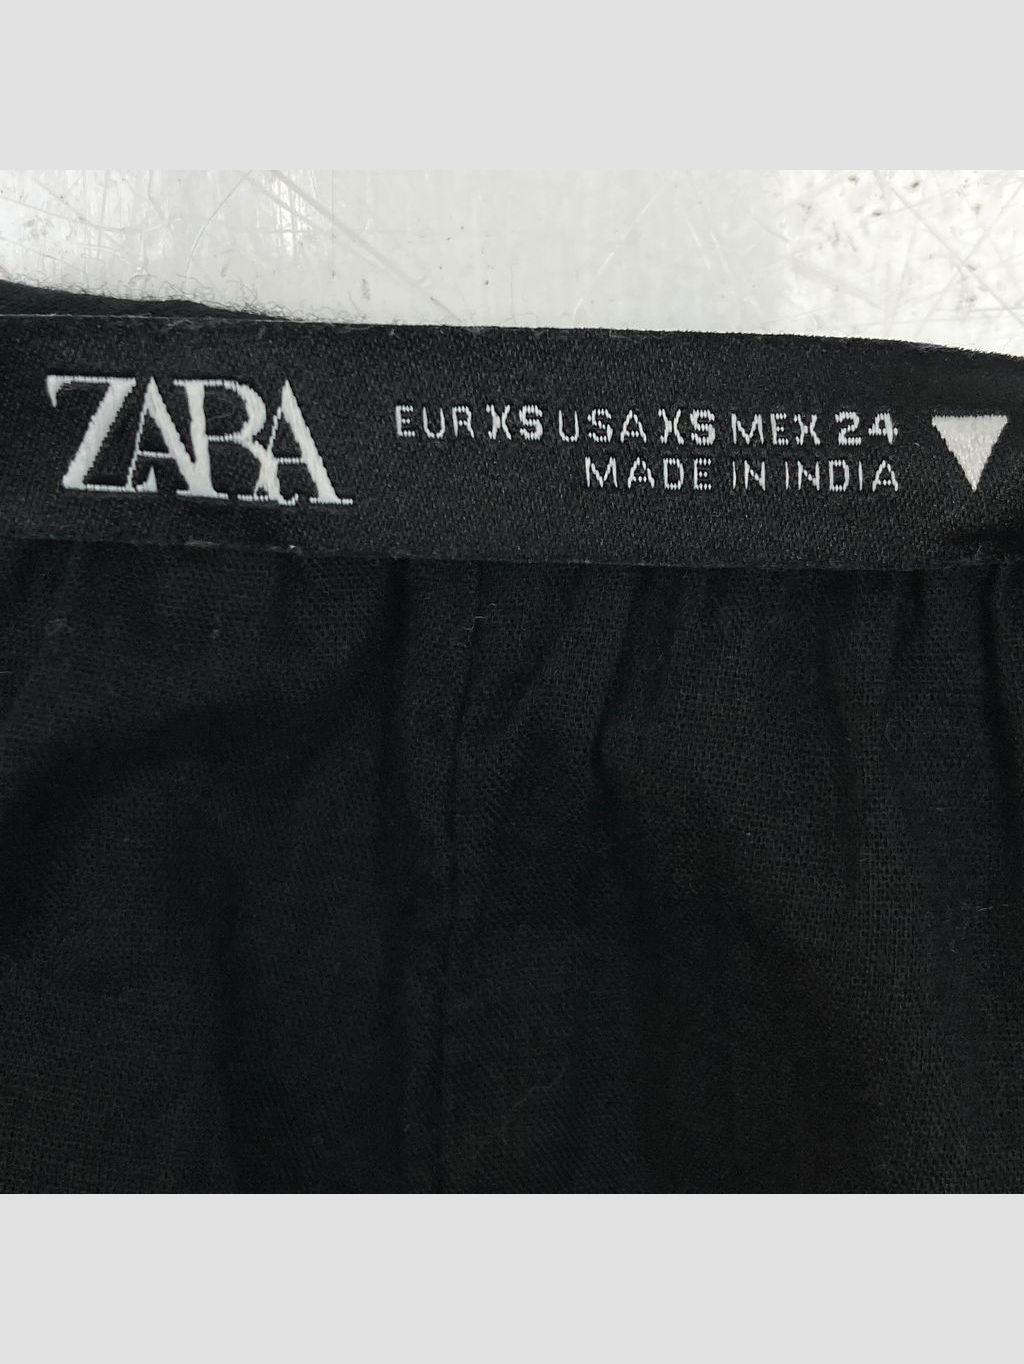 ZARA
EUR XS USA XS MEX 24
MADE IN INDIA